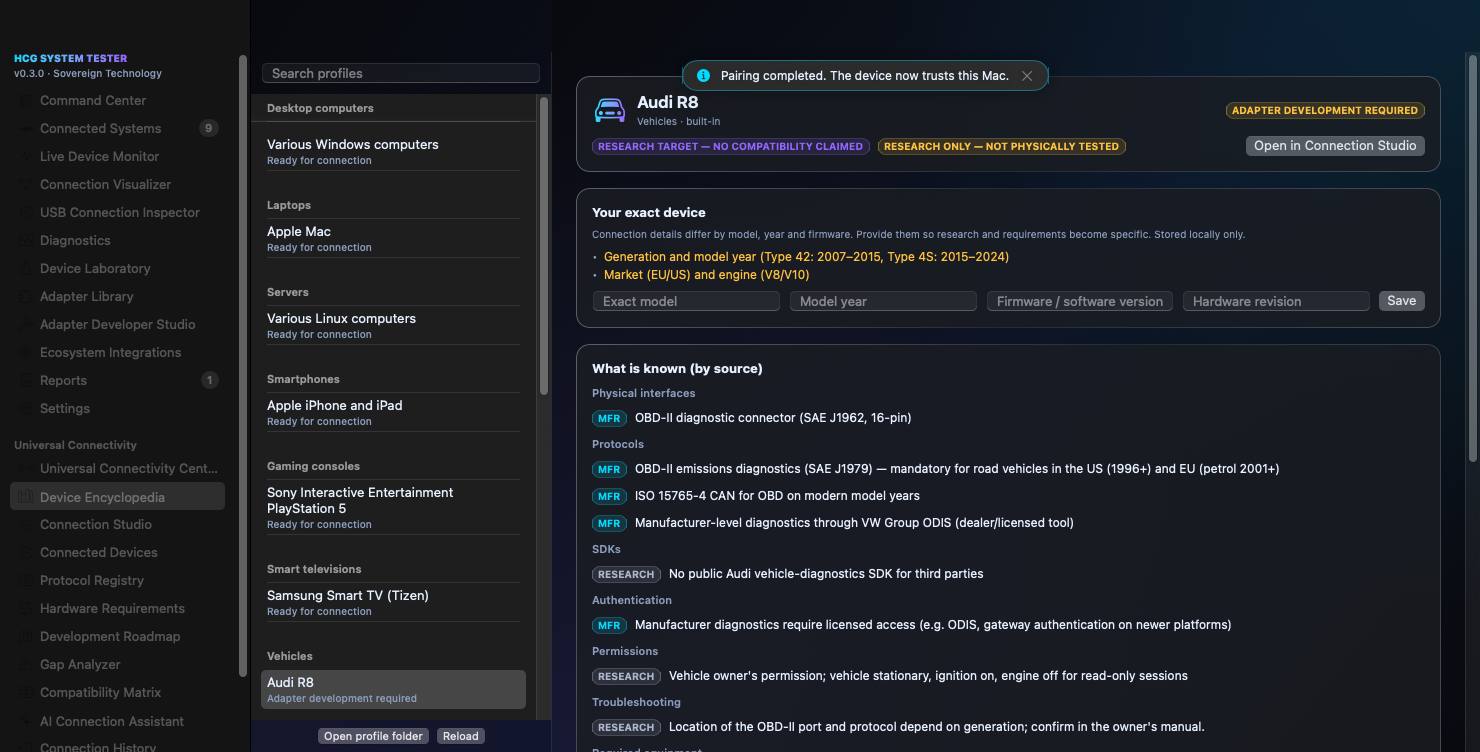 HCG SYSTEM TESTER
v0.3.0 · Sovereign Technology
Command Center
Connected Systems 9
Live Device Monitor
Connection Visualizer
USB Connection Inspector
Diagnostics
Device Laboratory
Adapter Library
Adapter Developer Studio
Ecosystem Integrations
Reports 1
Settings
Universal Connectivity
Universal Connectivity Cent...
Device Encyclopedia
Connection Studio
Connected Devices
Protocol Registry
Hardware Requirements
Development Roadmap
Gap Analyzer
Compatibility Matrix
AI Connection Assistant
Connection History
Search profiles
Desktop computers
Various Windows computers
Ready for connection
Laptops
Apple Mac
Ready for connection
Servers
Various Linux computers
Ready for connection
Smartphones
Apple iPhone and iPad
Ready for connection
Gaming consoles
Sony Interactive Entertainment
PlayStation 5
Ready for connection
Smart televisions
Samsung Smart TV (Tizen)
Ready for connection
Vehicles
Audi R8
Adapter development required
Open profile folder Reload
Pairing completed. The device now trusts this Mac.
Audi R8
Vehicles · built-in
ADAPTER DEVELOPMENT REQUIRED
RESEARCH TARGET — NO COMPATIBILITY CLAIMED RESEARCH ONLY — NOT PHYSICALLY TESTED
Open in Connection Studio
Your exact device
Connection details differ by model, year and firmware. Provide them so research and requirements become specific. Stored locally only.
• Generation and model year (Type 42: 2007–2015, Type 4S: 2015–2024)
• Market (EU/US) and engine (V8/V10)
Exact model Model year Firmware / software version Hardware revision Save
What is known (by source)
Physical interfaces
MFR OBD-II diagnostic connector (SAE J1962, 16-pin)
Protocols
MFR OBD-II emissions diagnostics (SAE J1979) — mandatory for road vehicles in the US (1996+) and EU (petrol 2001+)
MFR ISO 15765-4 CAN for OBD on modern model years
MFR Manufacturer-level diagnostics through VW Group ODIS (dealer/licensed tool)
SDKs
RESEARCH No public Audi vehicle-diagnostics SDK for third parties
Authentication
MFR Manufacturer diagnostics require licensed access (e.g. ODIS, gateway authentication on newer platforms)
Permissions
RESEARCH Vehicle owner's permission; vehicle stationary, ignition on, engine off for read-only sessions
Troubleshooting
RESEARCH Location of the OBD-II port and protocol depend on generation; confirm in the owner's manual.
Required equipment